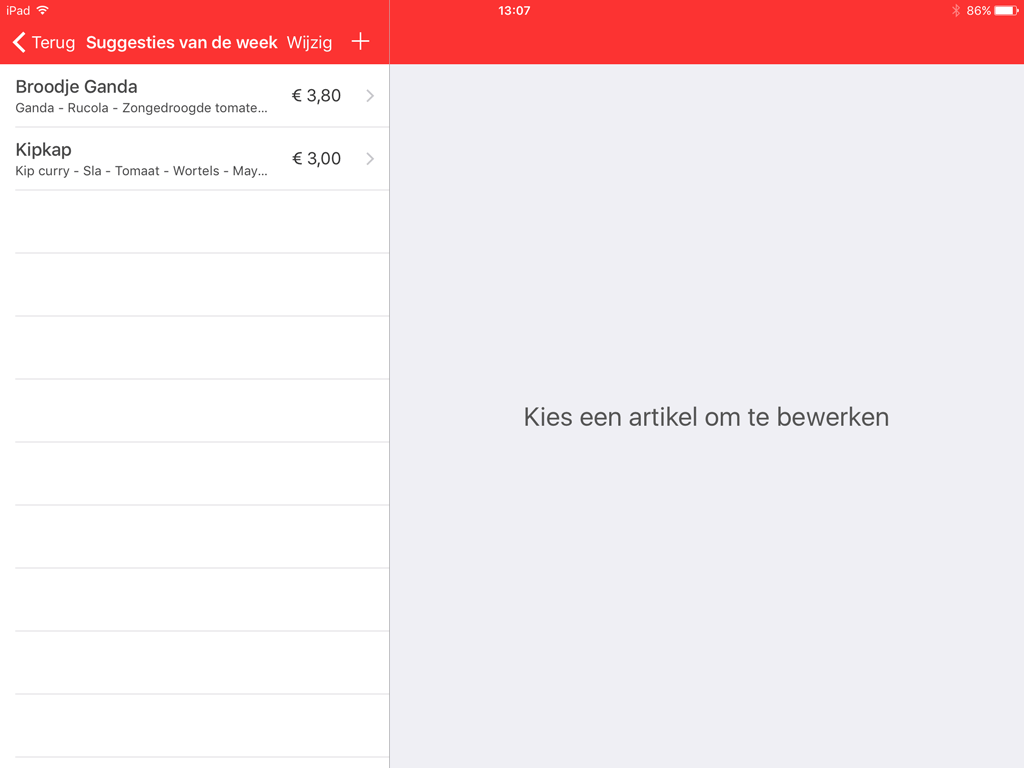 iPad 13:07 86%
Terug Suggesties van de week Wijzig +
Broodje Ganda
€ 3,80
Ganda - Rucola - Zongedroogde tomate...
Kipkap
€ 3,00
Kip curry - Sla - Tomaat - Wortels - May...
Kies een artikel om te bewerken